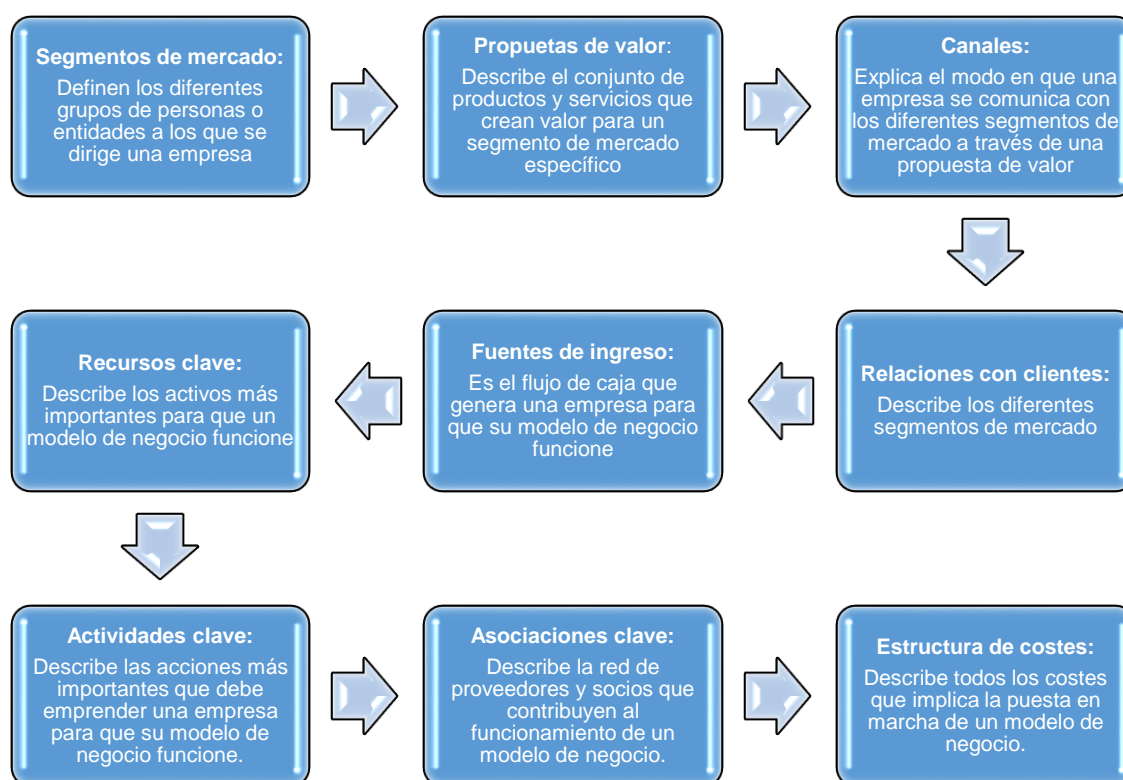 Segmentos de mercado:
Definen los diferentes
grupos de personas o
entidades a los que se
dirige una empresa
Propuetas de valor:
Describe el conjunto de
productos y servicios que
crean valor para un
segmento de mercado
específico
Canales:
Explica el modo en que una
empresa se comunica con
los diferentes segmentos de
mercado a través de una
propuesta de valor
Relaciones con clientes:
Describe los diferentes
segmentos de mercado
Fuentes de ingreso:
Es el flujo de caja que
genera una empresa para
que su modelo de negocio
funcione
Recursos clave:
Describe los activos más
importantes para que un
modelo de negocio funcione
Actividades clave:
Describe las acciones más
importantes que debe
emprender una empresa
para que su modelo de
negocio funcione.
Asociaciones clave:
Describe la red de
proveedores y socios que
contribuyen al
funcionamiento de un
modelo de negocio.
Estructura de costes:
Describe todos los costes
que implica la puesta en
marcha de un modelo de
negocio.